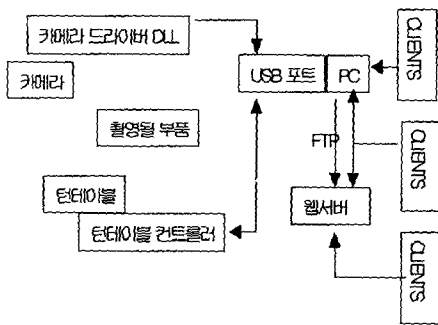 카메라 드라이버 DLL
카메라
USB 포트
PC
CLIENTS
촬영될 부품
FTP
CLIENTS
턴테이블
턴테이블 컨트롤러
웹서버
CLIENTS